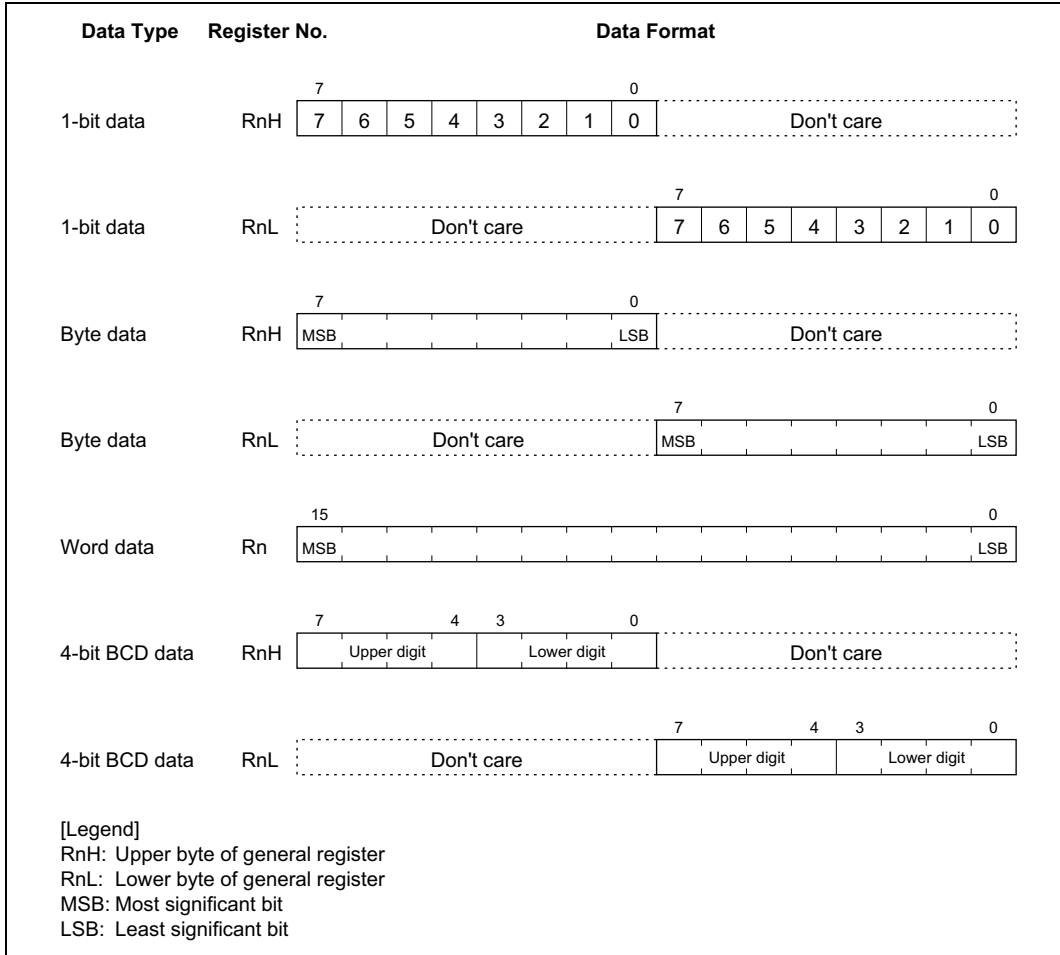 Data Type Register No. Data Format
7 0
1-bit data RnH 7 6 5 4 3 2 1 0 Don't care
7 0
1-bit data RnL Don't care 7 6 5 4 3 2 1 0
7 0
Byte data RnH MSB LSB Don't care
7 0
Byte data RnL Don't care MSB LSB
15 0
Word data Rn MSB LSB
7 4 3 0
4-bit BCD data RnH Upper digit Lower digit Don't care
7 4 3 0
4-bit BCD data RnL Don't care Upper digit Lower digit
[Legend]
RnH: Upper byte of general register
RnL: Lower byte of general register
MSB: Most significant bit
LSB: Least significant bit